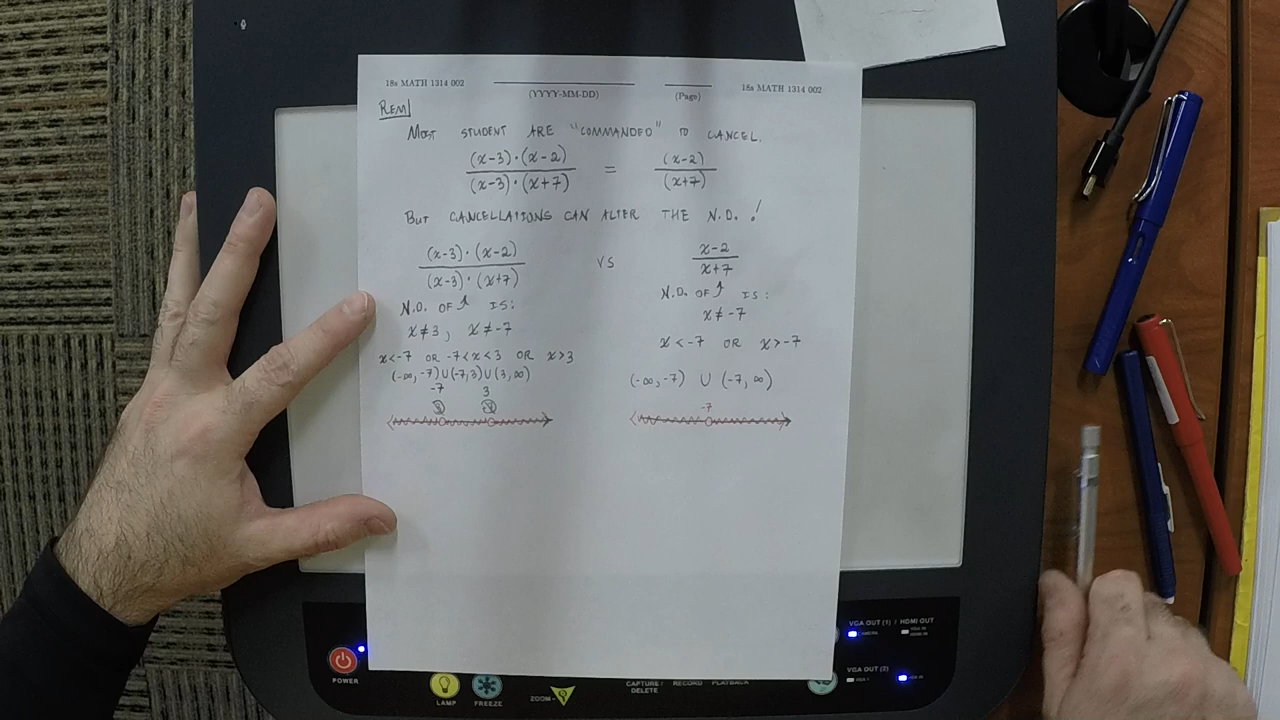 18s MATH 1314 002
(YYYY-MM-DD)
(Page)
18s MATH 1314 002
REM
MOST STUDENT ARE "COMMANDED" TO CANCEL.
(x-3)·(x-2) / (x-3)·(x+7) = (x-2) / (x+7)
BUT CANCELLATIONS CAN ALTER THE N.D. !
(x-3)·(x-2) / (x-3)·(x+7) VS x-2 / x+7
N.D. OF ↑ IS:
x≠3, x≠-7
x<-7 OR -7<x<3 OR x>3
(-∞,-7)∪(-7,3)∪(3,∞)
-7 3
N.D. OF ↑ IS:
x≠-7
x<-7 OR x>-7
(-∞,-7) ∪ (-7,∞)
-7
POWER
LAMP
FREEZE
ZOOM-
CAPTURE/
DELETE
RECORD
PLAYBACK
VGA OUT (1) / HDMI OUT
CAMERA
VGA OUT (2)